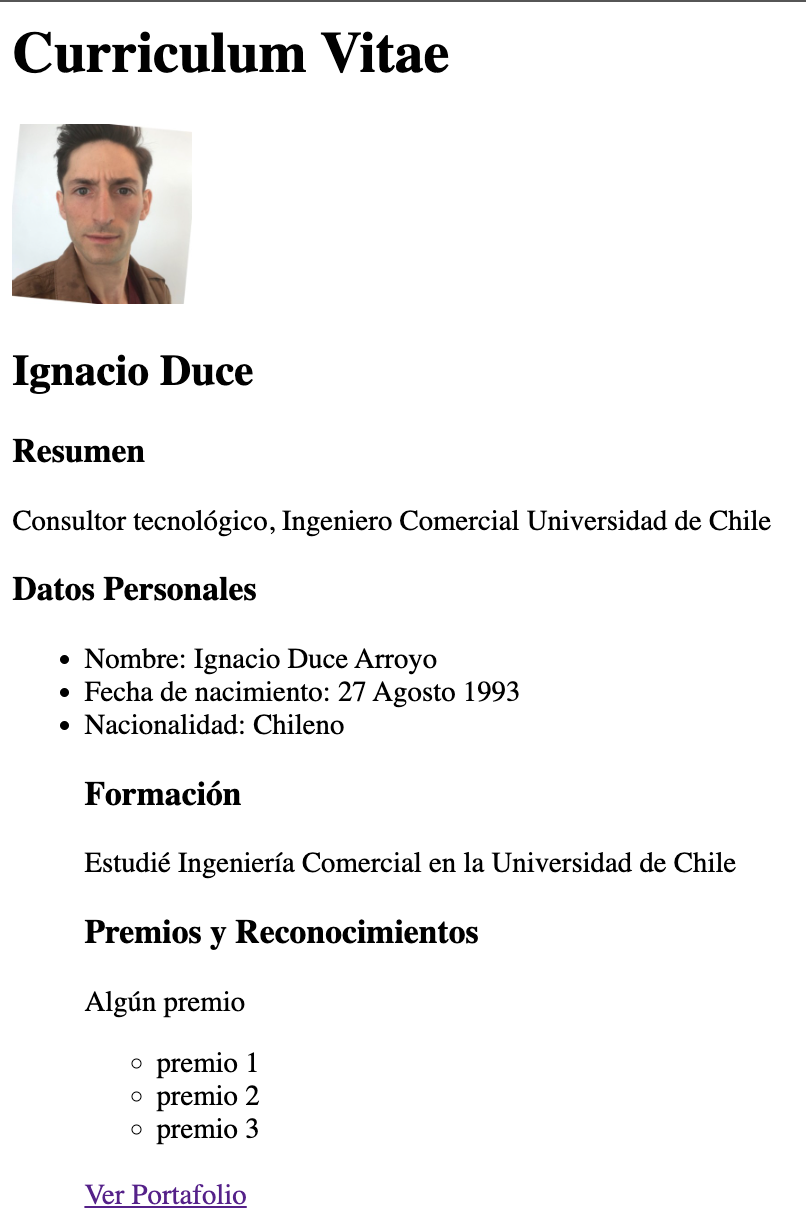 Curriculum Vitae
Ignacio Duce
Resumen
Consultor tecnológico, Ingeniero Comercial Universidad de Chile
Datos Personales
Nombre: Ignacio Duce Arroyo
Fecha de nacimiento: 27 Agosto 1993
Nacionalidad: Chileno
Formación
Estudié Ingeniería Comercial en la Universidad de Chile
Premios y Reconocimientos
Algún premio
premio 1
premio 2
premio 3
Ver Portafolio